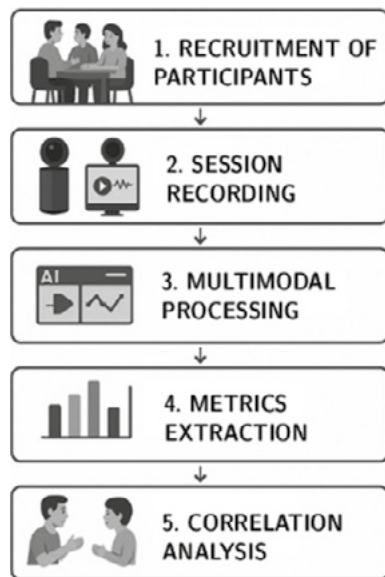 1. RECRUITMENT OF
PARTICIPANTS
2. SESSION
RECORDING
AI
3. MULTIMODAL
PROCESSING
4. METRICS
EXTRACTION
5. CORRELATION
ANALYSIS